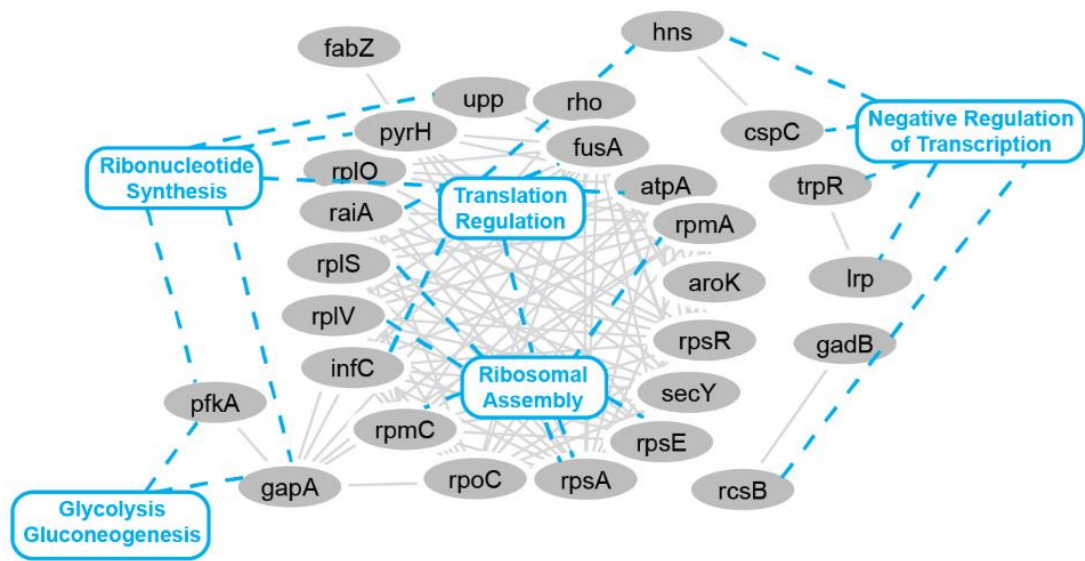 hns
fabZ
upp
rho
Negative Regulation
of Transcription
pyrH
cspC
fusA
Ribonucleotide
Synthesis
rplO
atpA
trpR
Translation
Regulation
raiA
rpmA
rplS
aroK
lrp
rplV
rpsR
gadB
infC
Ribosomal
Assembly
secY
pfkA
rpmC
rpsE
gapA
rpoC
rpsA
rcsB
Glycolysis
Gluconeogenesis